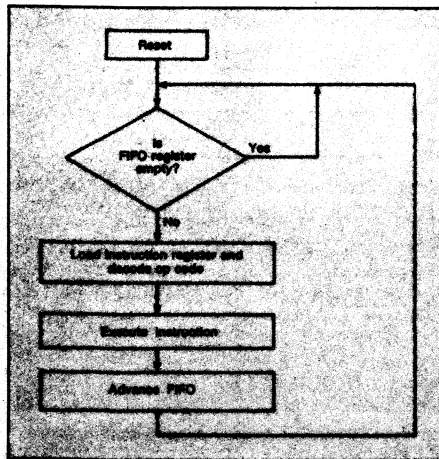 Reset
Is
FIFO register
empty?
Yes
No
Load instruction register and
decode op code
Execute instruction
Advance FIFO